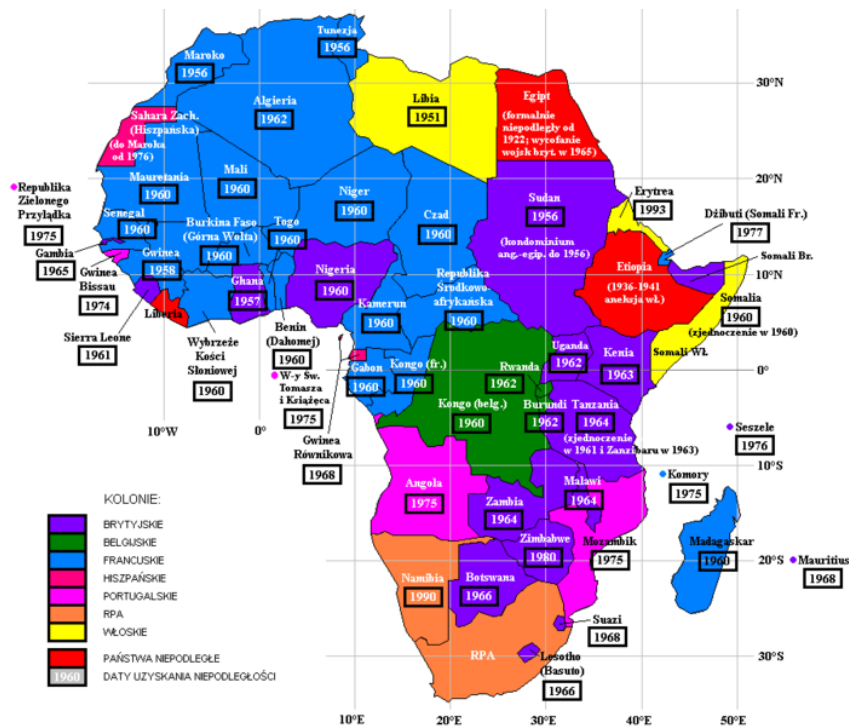 Tunezja
1956
Maroko
1956
30°N
Algieria
1962
Libia
1951
Egipt
(formalnie
niepodległy od
1922; wycofanie
wojsk bryt. w 1965)
Sahara Zach.
(Hiszpańska)
(do Maroka
od 1976)
Mauretania
1960
Mali
1960
Niger
1960
Czad
1960
Sudan
1956
(kondominium
ang.-egip. do 1956)
20°N
Erytrea
1993
Dżibuti (Somali Fr.)
1977
Republika
Zielonego
Przylądka
1975
Senegal
1960
Gambia
1965
Gwinea
Bissau
1974
Gwinea
1958
Sierra Leone
1961
Liberia
Burkina Faso
(Górna Wolta)
1960
Togo
1960
Ghana
1957
Nigeria
1960
Wybrzeże
Kości
Słoniowej
1960
Benin
(Dahomej)
1960
Kamerun
1960
Republika
Środkowo-
afrykańska
1960
Etiopia
(1936-1941
aneksja wł.)
Somali Br.
10°N
Somalia
1960
(zjednoczenie w 1960)
Somali Wł.
W-y Św.
Tomasza
i Książęca
1975
Gwinea
Równikowa
1968
Gabon
1960
Kongo (fr.)
1960
Kongo (belg.)
1960
Rwanda
1962
Burundi
1962
Uganda
1962
Kenia
1963
0°
Tanzania
1964
(zjednoczenie
w 1961 i Zanzibaru w 1963)
Seszele
1976
10°W
0°
10°S
Angola
1975
Zambia
1964
Malawi
1964
Komory
1975
Zimbabwe
1980
Mozambik
1975
Madagaskar
1960
20°S
Mauritius
1968
Namibia
1990
Botswana
1966
Suazi
1968
RPA
Losotho
(Basuto)
1966
30°S
10°E
20°E
30°E
40°E
50°E
KOLONIE:
BRYTYJSKIE
BELGIJSKIE
FRANCUSKIE
HISZPAŃSKIE
PORTUGALSKIE
RPA
WŁOSKIE
PAŃSTWA NIEPODLEGŁE
1960 DATY UZYSKANIA NIEPODLEGŁOŚCI